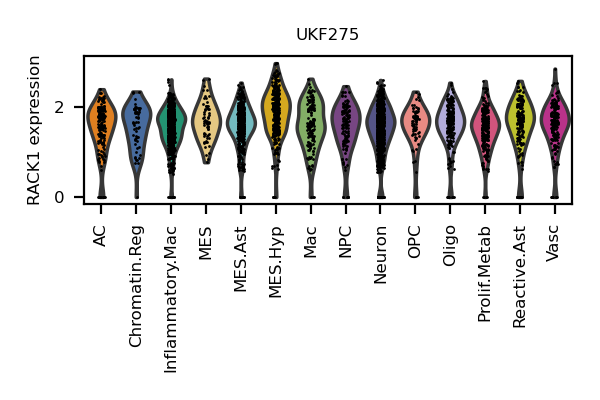 UKF275
RACK1 expression
2
0
AC
Chromatin.Reg
Inflammatory.Mac
MES
MES.Ast
MES.Hyp
Mac
NPC
Neuron
OPC
Oligo
Prolif.Metab
Reactive.Ast
Vasc